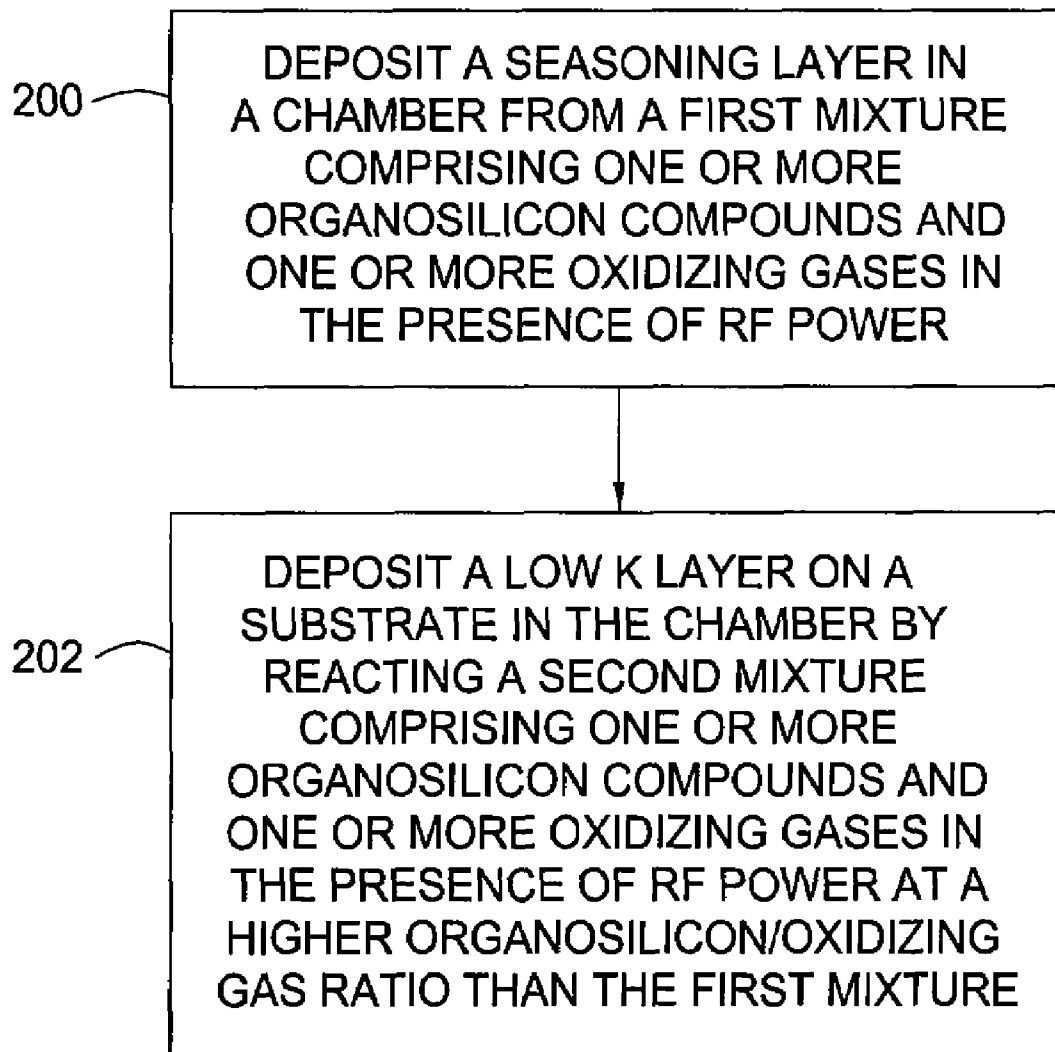 DEPOSIT A SEASONING LAYER IN
200
A CHAMBER FROM A FIRST MIXTURE
COMPRISING ONE OR MORE
ORGANOSILICON COMPOUNDS AND
ONE OR MORE OXIDIZING GASES IN
THE PRESENCE OF RF POWER
DEPOSIT A LOW K LAYER ON A
SUBSTRATE IN THE CHAMBER BY
202
REACTING A SECOND MIXTURE
COMPRISING ONE OR MORE
ORGANOSILICON COMPOUNDS AND
ONE OR MORE OXIDIZING GASES IN
THE PRESENCE OF RF POWER AT A
HIGHER ORGANOSILICON/OXIDIZING
GAS RATIO THAN THE FIRST MIXTURE